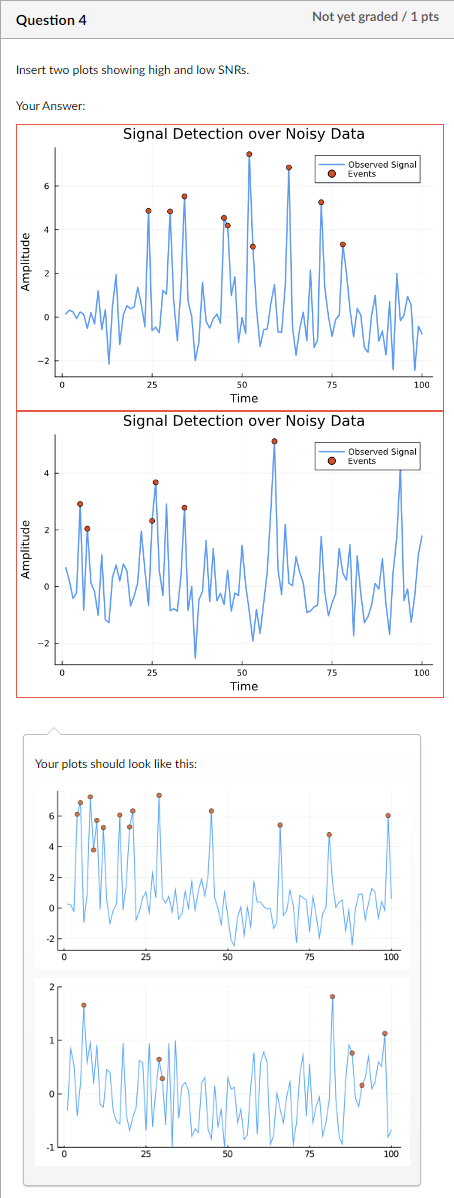 Question 4
Not yet graded / 1 pts
Insert two plots showing high and low SNRs.
Your Answer:
Signal Detection over Noisy Data
Observed Signal
Events
Amplitude
6
4
2
0
−2
0 25 50 75 100
Time
Signal Detection over Noisy Data
Observed Signal
Events
Amplitude
4
2
0
−2
0 25 50 75 100
Time
Your plots should look like this:
6
4
2
0
-2
0 25 50 75 100
2
1
0
-1
0 25 50 75 100